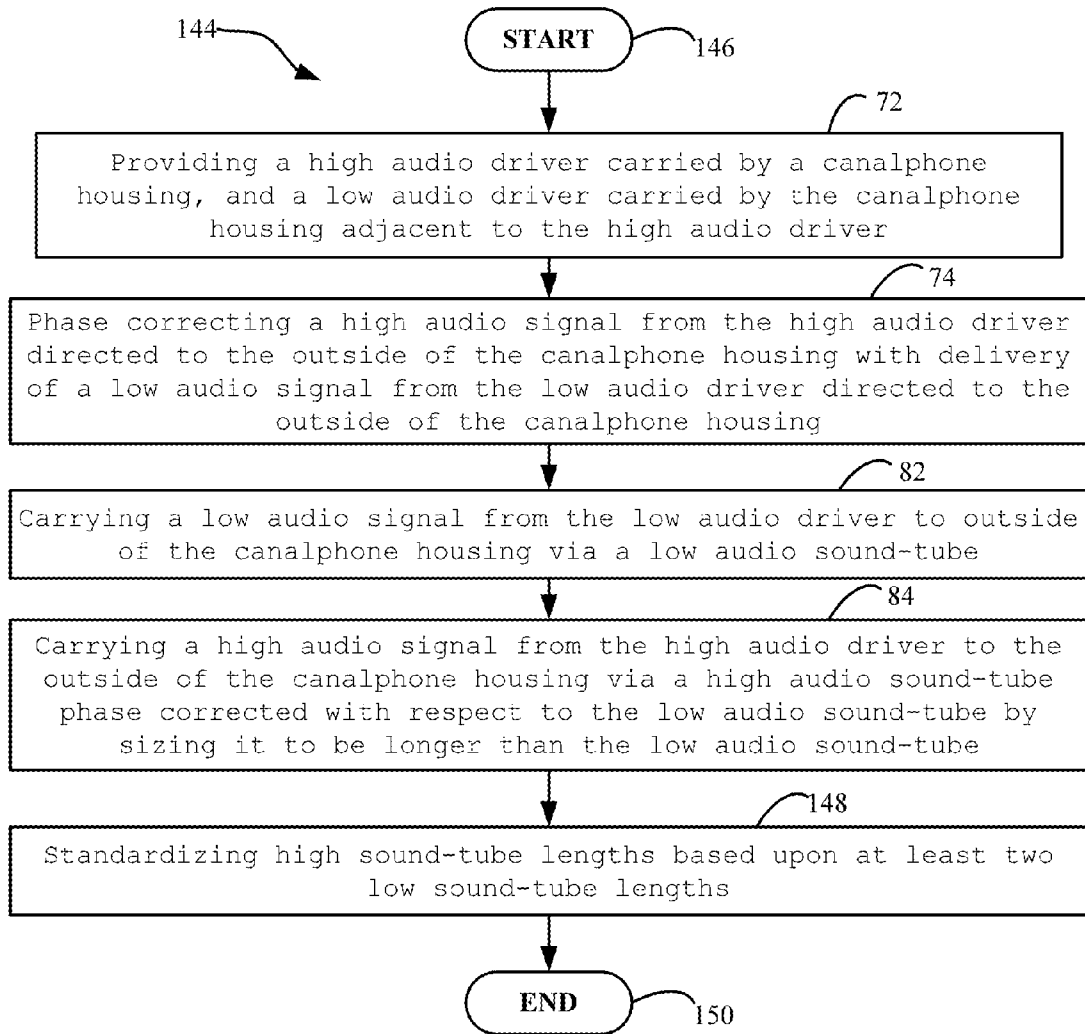 144
START
146
72
Providing a high audio driver carried by a canalphone
housing, and a low audio driver carried by the canalphone
housing adjacent to the high audio driver
74
Phase correcting a high audio signal from the high audio driver
directed to the outside of the canalphone housing with delivery
of a low audio signal from the low audio driver directed to the
outside of the canalphone housing
82
Carrying a low audio signal from the low audio driver to outside
of the canalphone housing via a low audio sound-tube
84
Carrying a high audio signal from the high audio driver to the
outside of the canalphone housing via a high audio sound-tube
phase corrected with respect to the low audio sound-tube by
sizing it to be longer than the low audio sound-tube
148
Standardizing high sound-tube lengths based upon at least two
low sound-tube lengths
END
150